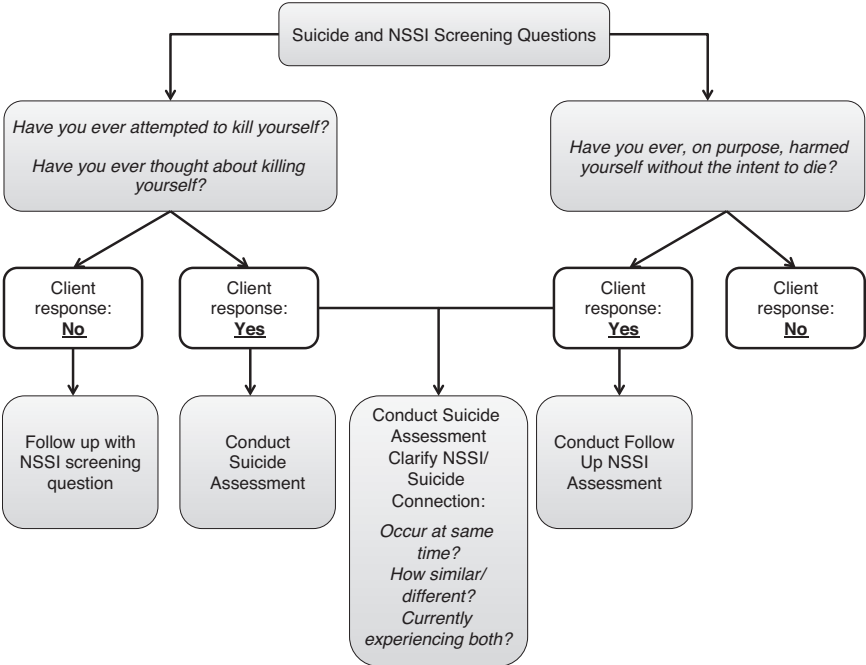 Suicide and NSSI Screening Questions
Have you ever attempted to kill yourself?
Have you ever thought about killing
yourself?
Have you ever, on purpose, harmed
yourself without the intent to die?
Client
response:
No
Client
response:
Yes
Client
response:
Yes
Client
response:
No
Follow up with
NSSI screening
question
Conduct
Suicide
Assessment
Conduct Suicide
Assessment
Clarify NSSI/
Suicide
Connection:
Occur at same
time?
How similar/
different?
Currently
experiencing both?
Conduct Follow
Up NSSI
Assessment